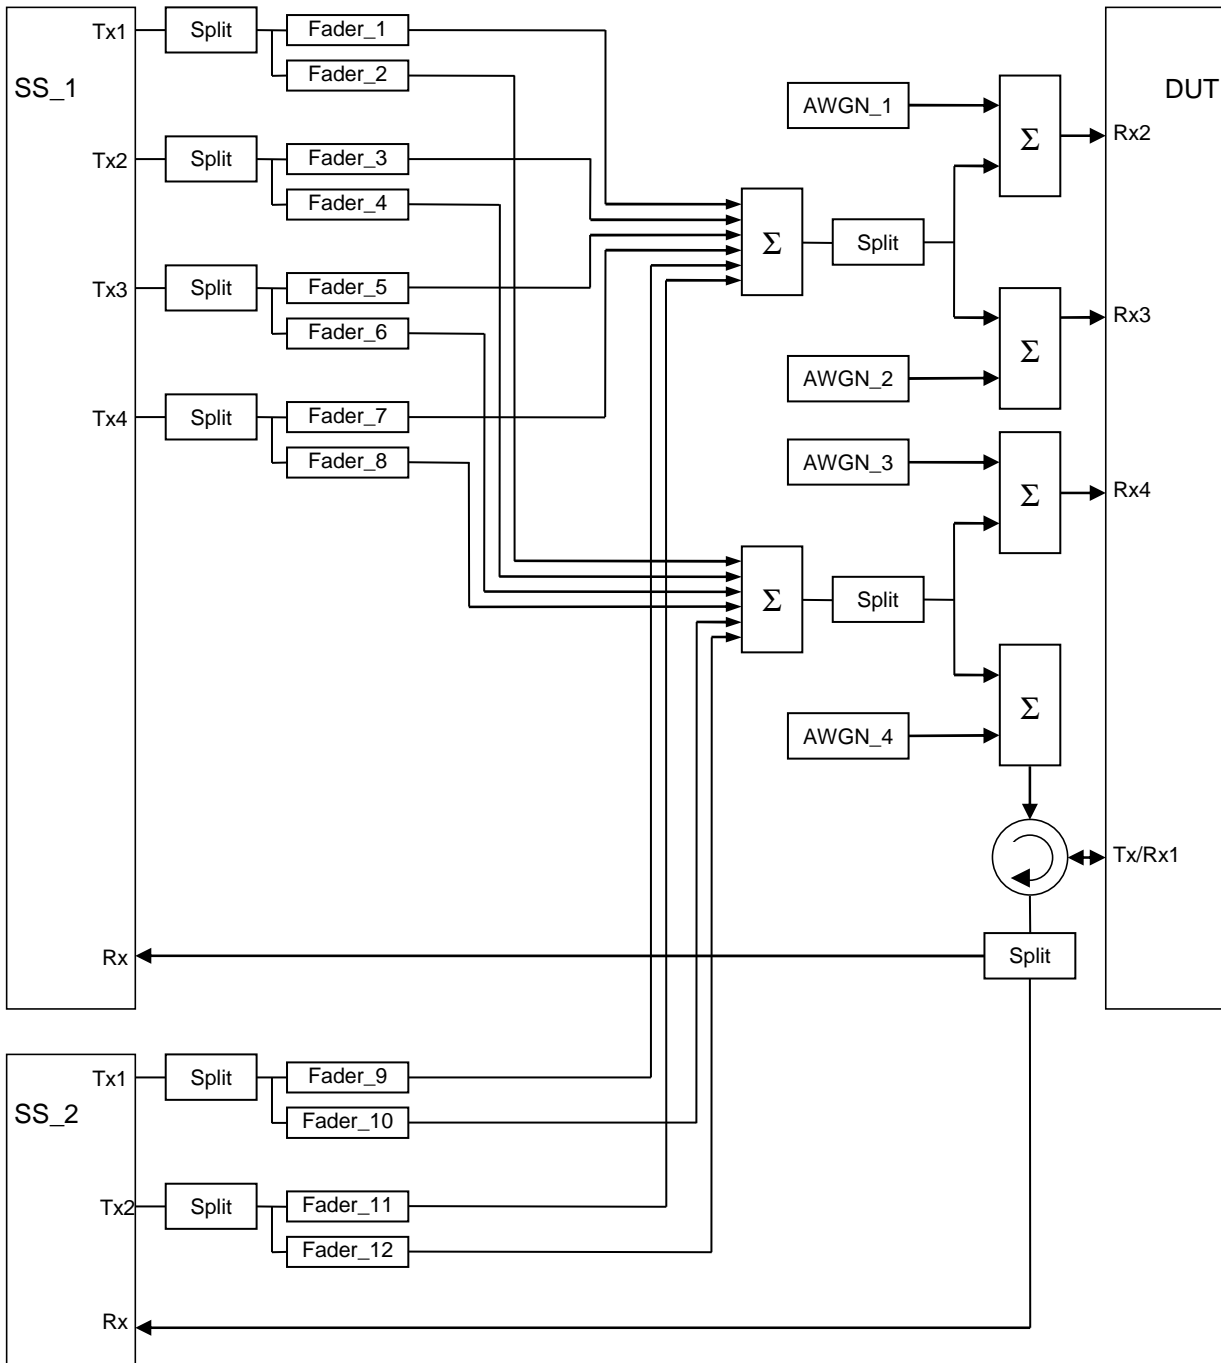 Tx1
Split
Fader_1
Fader_2
SS_1
DUT
AWGN_1
Σ
Rx2
Tx2
Split
Fader_3
Fader_4
Σ
Split
Tx3
Split
Fader_5
Fader_6
Σ
Rx3
AWGN_2
Tx4
Split
Fader_7
Fader_8
AWGN_3
Σ
Rx4
Σ
Split
AWGN_4
Σ
Tx/Rx1
Rx
Split
Tx1
Split
Fader_9
Fader_10
SS_2
Tx2
Split
Fader_11
Fader_12
Rx